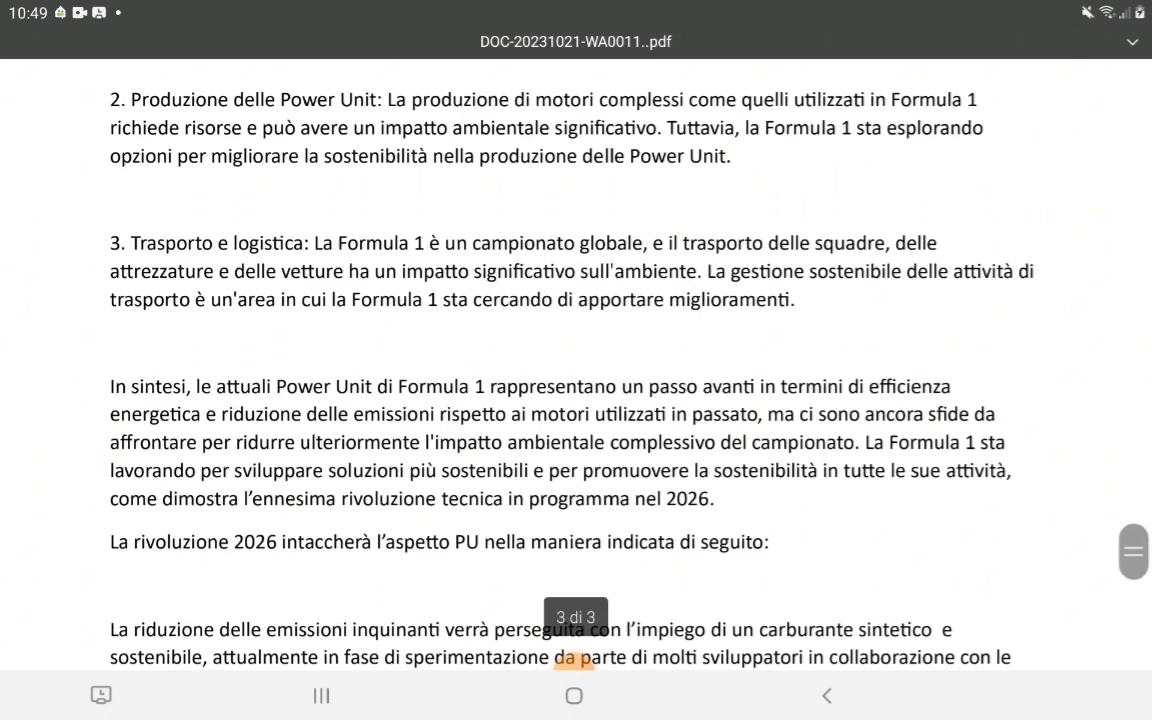 10:49
DOC-20231021-WA0011..pdf
2. Produzione delle Power Unit: La produzione di motori complessi come quelli utilizzati in Formula 1
richiede risorse e può avere un impatto ambientale significativo. Tuttavia, la Formula 1 sta esplorando
opzioni per migliorare la sostenibilità nella produzione delle Power Unit.
3. Trasporto e logistica: La Formula 1 è un campionato globale, e il trasporto delle squadre, delle
attrezzature e delle vetture ha un impatto significativo sull'ambiente. La gestione sostenibile delle attività di
trasporto è un'area in cui la Formula 1 sta cercando di apportare miglioramenti.
In sintesi, le attuali Power Unit di Formula 1 rappresentano un passo avanti in termini di efficienza
energetica e riduzione delle emissioni rispetto ai motori utilizzati in passato, ma ci sono ancora sfide da
affrontare per ridurre ulteriormente l'impatto ambientale complessivo del campionato. La Formula 1 sta
lavorando per sviluppare soluzioni più sostenibili e per promuovere la sostenibilità in tutte le sue attività,
come dimostra l’ennesima rivoluzione tecnica in programma nel 2026.
La rivoluzione 2026 intaccherà l’aspetto PU nella maniera indicata di seguito:
3 di 3
La riduzione delle emissioni inquinanti verrà perseguita con l’impiego di un carburante sintetico e
sostenibile, attualmente in fase di sperimentazione da parte di molti sviluppatori in collaborazione con le